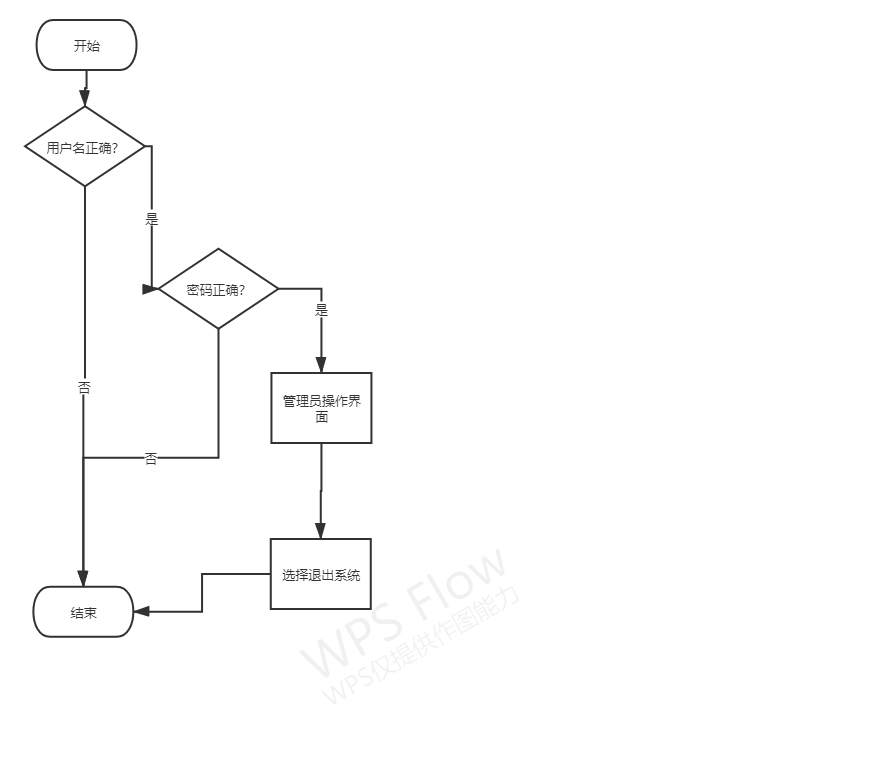 开始
用户名正确?
是
密码正确?
是
否
管理员操作界
面
否
选择退出系统
结束
WPS Flow
WPS仅提供作图能力